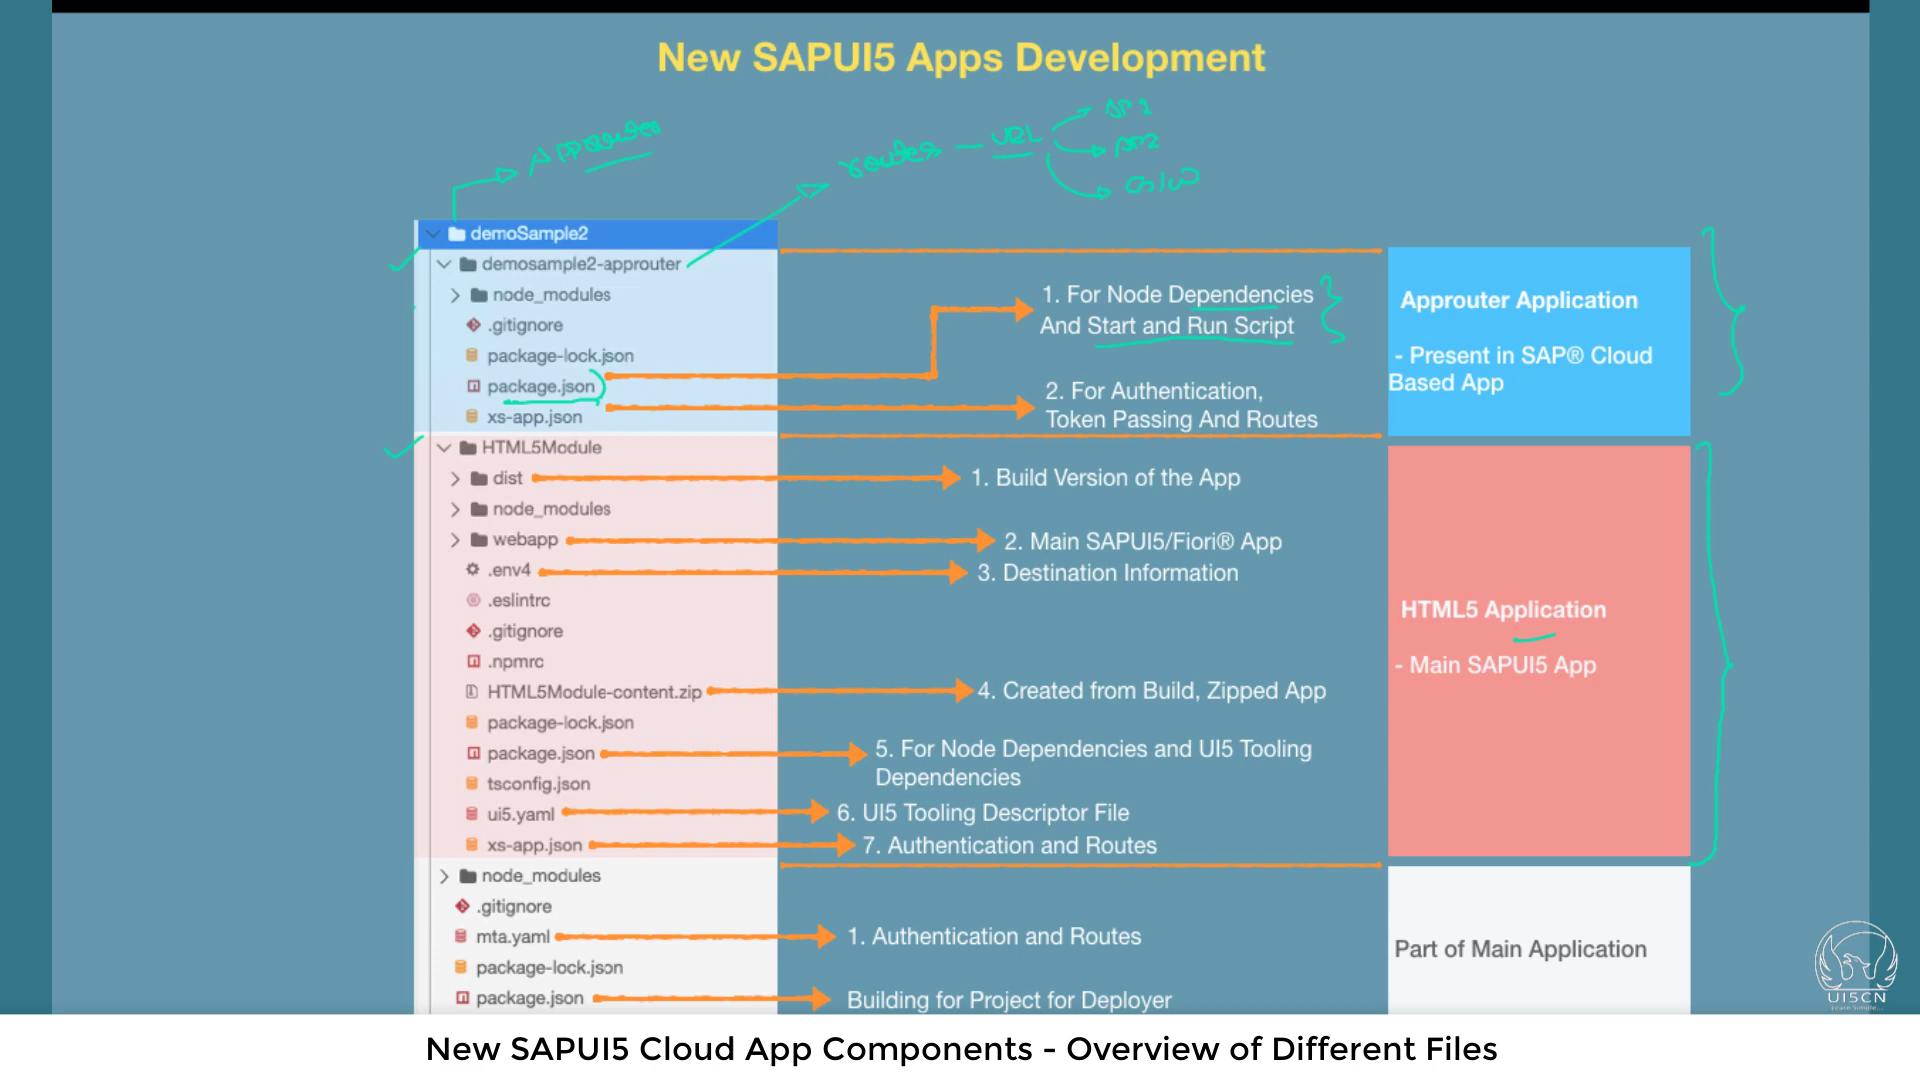 New SAPUI5 Apps Development
Approuter
routes - URL
demoSample2
demosample2-approuter
node_modules
.gitignore
package-lock.json
package.json
xs-app.json
1. For Node Dependencies
And Start and Run Script
2. For Authentication,
Token Passing And Routes
Approuter Application
- Present in SAP® Cloud
Based App
HTML5Module
dist
node_modules
webapp
.env4
.eslintrc
.gitignore
.npmrc
HTML5Module-content.zip
package-lock.json
package.json
tsconfig.json
ui5.yaml
xs-app.json
1. Build Version of the App
2. Main SAPUI5/Fiori® App
3. Destination Information
4. Created from Build, Zipped App
5. For Node Dependencies and UI5 Tooling
Dependencies
6. UI5 Tooling Descriptor File
7. Authentication and Routes
HTML5 Application
- Main SAPUI5 App
node_modules
.gitignore
mta.yaml
package-lock.json
package.json
1. Authentication and Routes
Building for Project for Deployer
Part of Main Application
UI5CN
Learn Simple...
New SAPUI5 Cloud App Components - Overview of Different Files